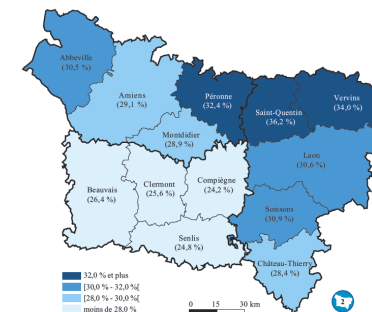 Abbeville
(30,5 %)
Amiens
(29,1 %)
Péronne
(32,4 %)
Saint-Quentin
(36,2 %)
Vervins
(34,0 %)
Montdidier
(28,9 %)
Laon
(30,6 %)
Beauvais
(26,4 %)
Clermont
(25,6 %)
Compiègne
(24,2 %)
Soissons
(30,9 %)
Senlis
(24,8 %)
Château-Thierry
(28,4 %)
32,0 % et plus
[30,0 % - 32,0 %[
[28,0 % - 30,0 %[
moins de 28,0 %
0 15 30 km
2